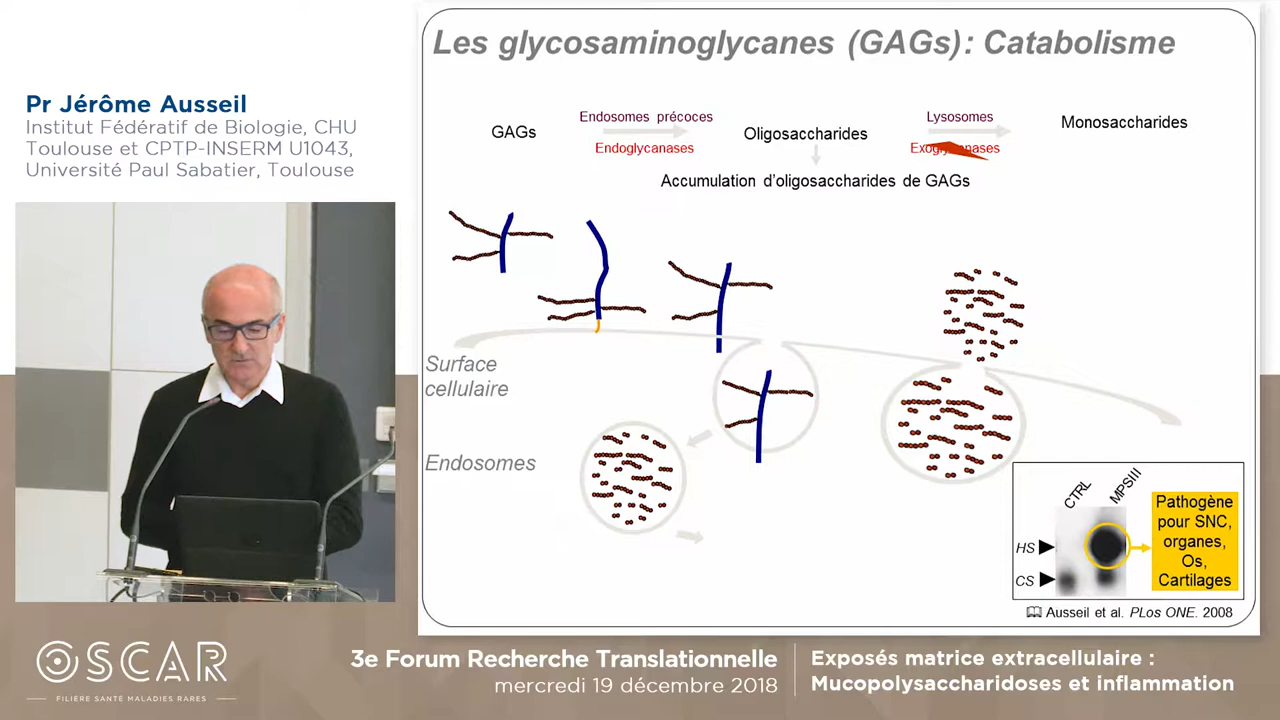 Pr Jérôme Ausseil
Institut Fédératif de Biologie, CHU
Toulouse et CPTP-INSERM U1043,
Université Paul Sabatier, Toulouse
Les glycosaminoglycanes (GAGs): Catabolisme
GAGs
Endosomes précoces
Endoglycanases
Oligosaccharides
Lysosomes
Monosaccharides
Accumulation d'oligosaccharides de GAGs
Surface
cellulaire
Endosomes
CTRL
MPSIII
HS
CS
Pathogène
pour SNC,
organes,
Os,
Cartilages
Ausseil et al. PLos ONE. 2008
OSCAR
FILIÈRE SANTÉ MALADIES RARES
3e Forum Recherche Translationnelle
mercredi 19 décembre 2018
Exposés matrice extracellulaire :
Mucopolysaccharidoses et inflammation